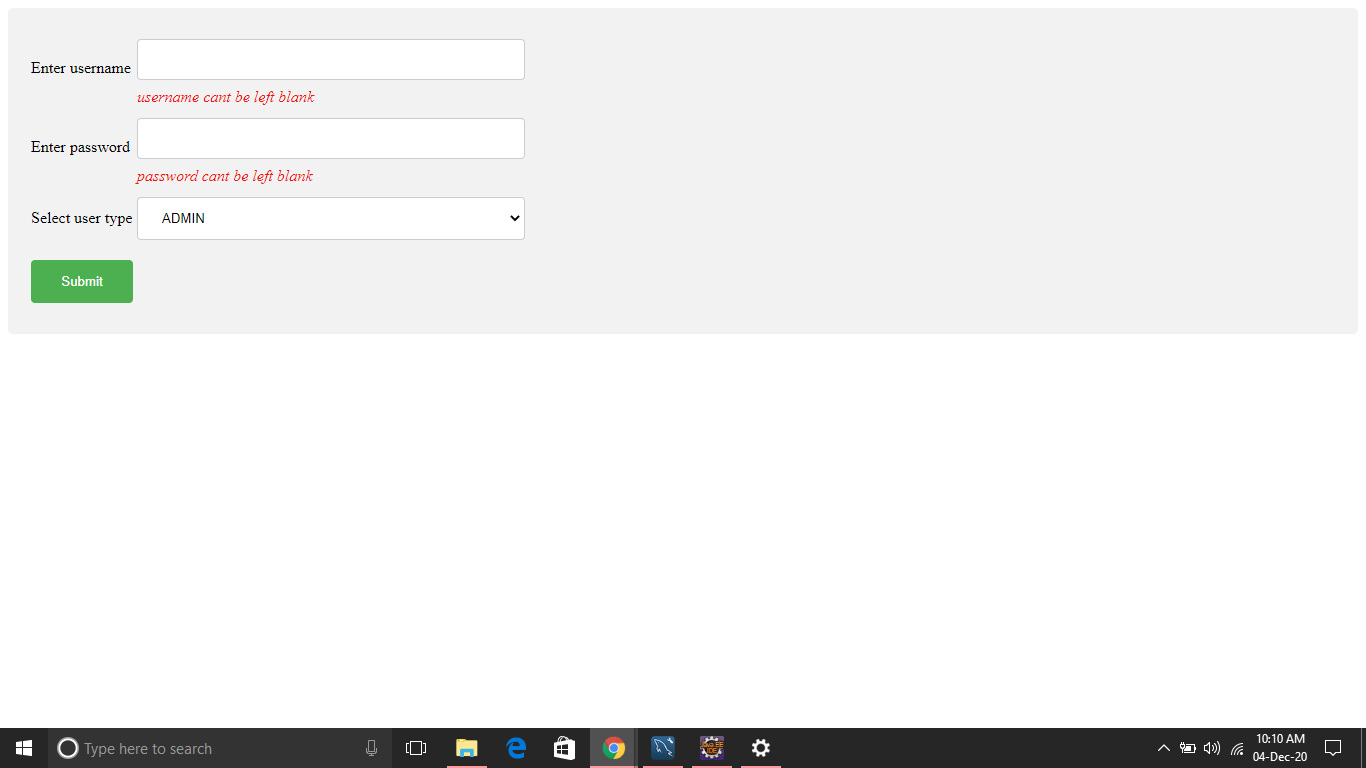 Enter username
username cant be left blank
Enter password
password cant be left blank
Select user type ADMIN
Submit
Type here to search
10:10 AM
04-Dec-20